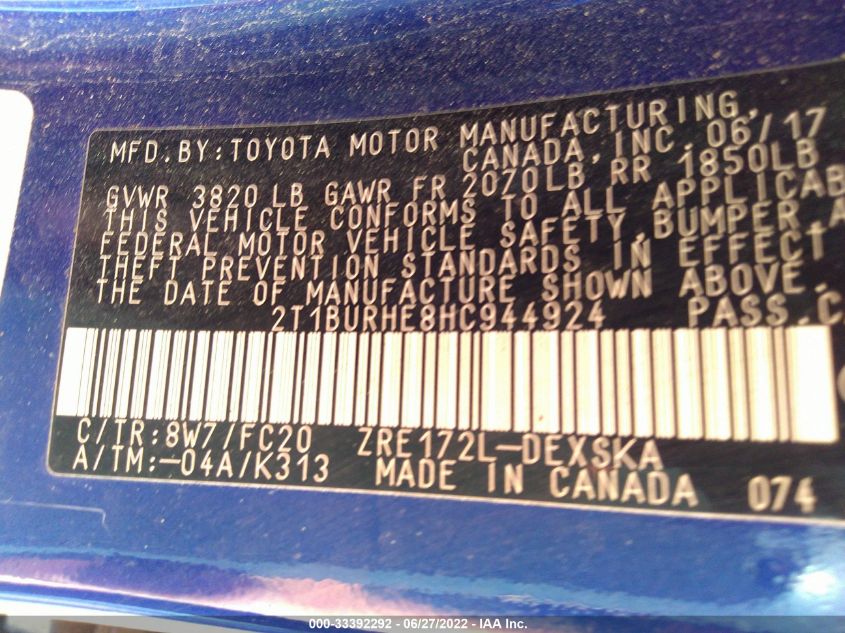 MFD.BY:TOYOTA MOTOR MANUFACTURING,
CANADA, INC. 06/17
GVWR 3820 LB GAWR FR 2070LB RR 1850LB
THIS VEHICLE CONFORMS TO ALL APPLICAB
FEDERAL MOTOR VEHICLE SAFETY,BUMPER,A
THEFT PREVENTION STANDARDS IN EFFECT
THE DATE OF MANUFACTURE SHOWN ABOVE.
2T1BURHE8HC944924 PASS.C
C/TR:8W7/FC20 ZRE172L-DEXSKA
A/TM:-04A/K313 MADE IN CANADA 074
000-33392292 - 06/27/2022 - IAA Inc.